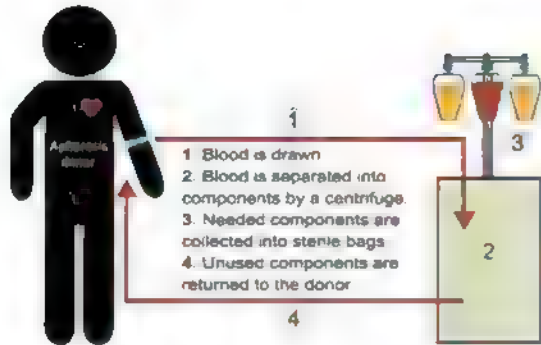 Apheresis
donor
1
3
1 Blood is drawn
2. Blood is separated into
components by a centrifuge.
3. Needed components are
collected into sterile bags
4. Unused components are
returned to the donor
2
4